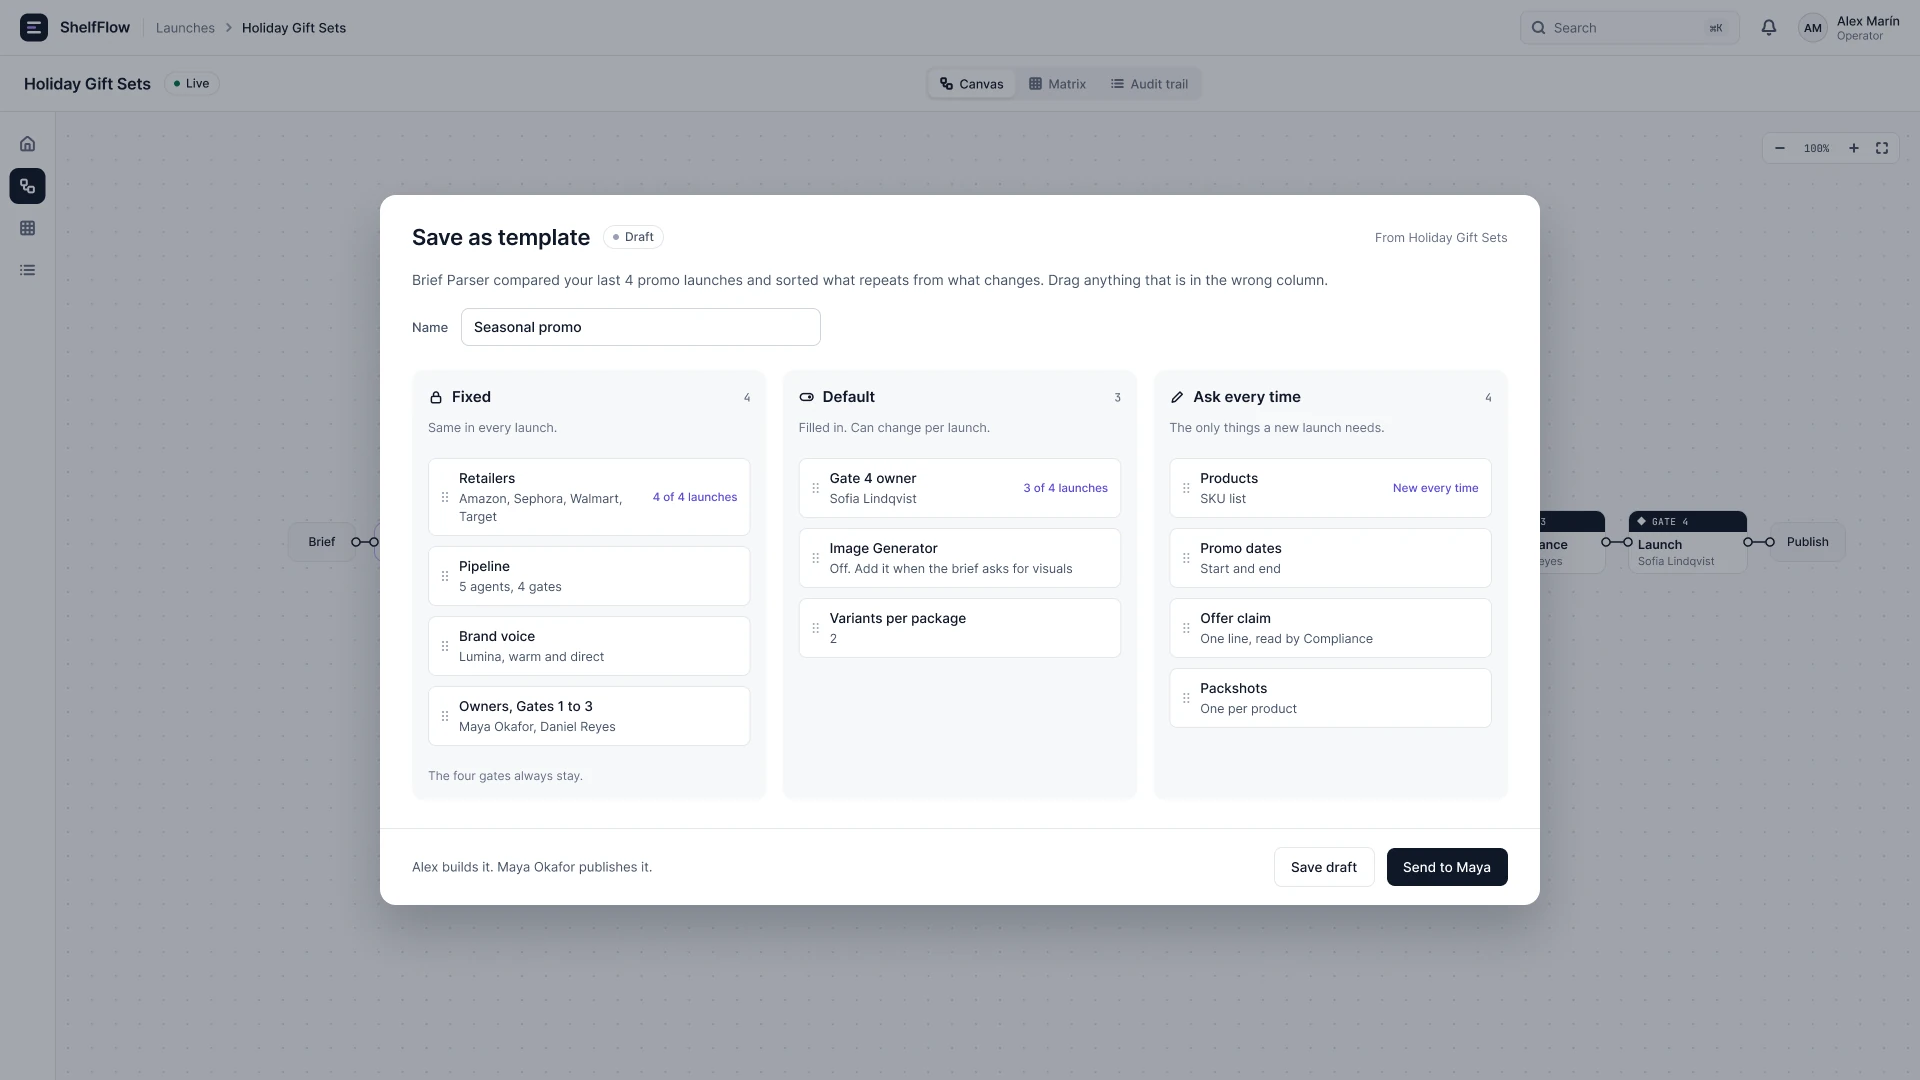 ShelfFlow
Launches > Holiday Gift Sets
Search ⌘K
AM
Alex Marín
Operator
Holiday Gift Sets
Live
Canvas
Matrix
Audit trail
100%
Save as template
Draft
From Holiday Gift Sets
Brief Parser compared your last 4 promo launches and sorted what repeats from what changes. Drag anything that is in the wrong column.
Name
Seasonal promo
Fixed 4
Same in every launch.
Retailers
Amazon, Sephora, Walmart,
Target
4 of 4 launches
Pipeline
5 agents, 4 gates
Brand voice
Lumina, warm and direct
Owners, Gates 1 to 3
Maya Okafor, Daniel Reyes
The four gates always stay.
Default 3
Filled in. Can change per launch.
Gate 4 owner
Sofia Lindqvist
3 of 4 launches
Image Generator
Off. Add it when the brief asks for visuals
Variants per package
2
Ask every time 4
The only things a new launch needs.
Products
SKU list
New every time
Promo dates
Start and end
Offer claim
One line, read by Compliance
Packshots
One per product
Alex builds it. Maya Okafor publishes it.
Save draft
Send to Maya
Brief
3
ance
eyes
GATE 4
Launch
Sofia Lindqvist
Publish